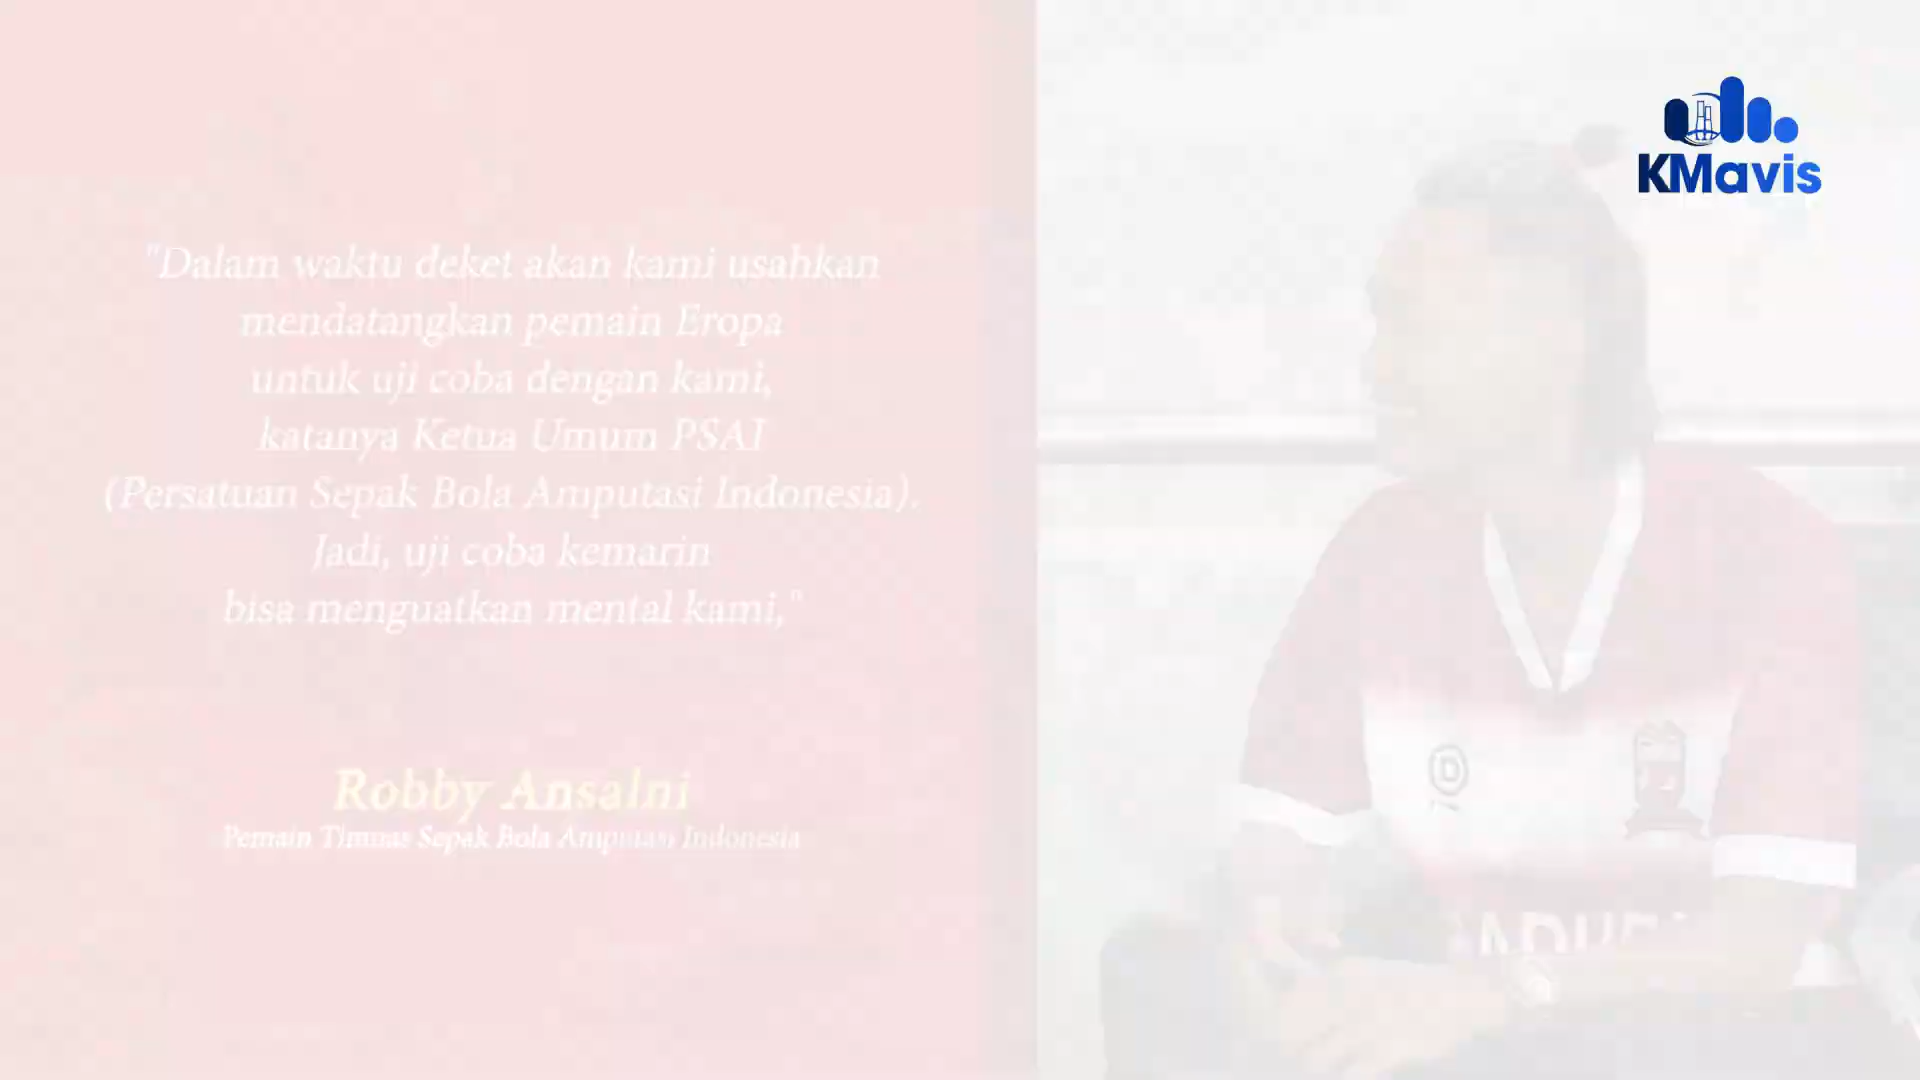 KMavis
"Dalam waktu deket akan kami usahkan
mendatangkan pemain Eropa
untuk uji coba dengan kami,
katanya Ketua Umum PSAI
(Persatuan Sepak Bola Amputasi Indonesia).
Jadi, uji coba kemarin
bisa menguatkan mental kami,"
Robby Ansalni
Pemain Timnas Sepak Bola Amputasi Indonesia